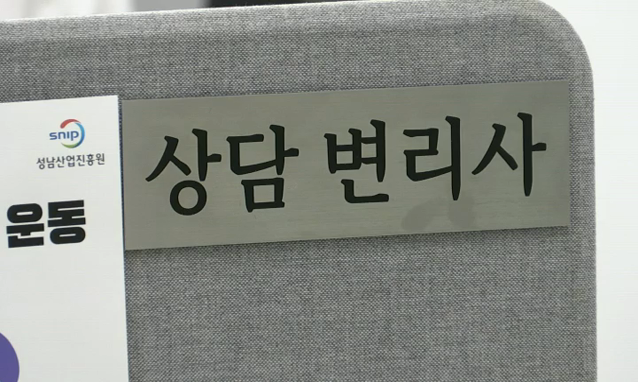 snip
성남산업진흥원
운동
상담 변리사